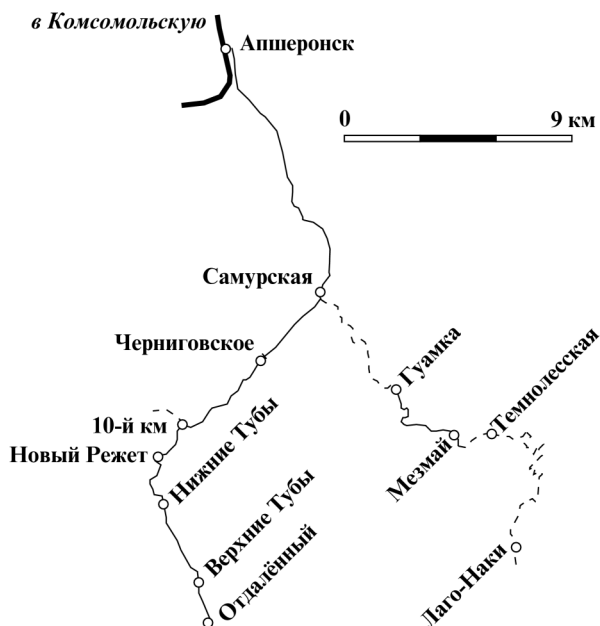 в Комсомольскую
Апшеронск
0 9 км
Самурская
Черниговское
Гуамка
Темнолесская
10-й км
Нижние Тубы
Новый Режет
Мезмай
Верхние Тубы
Отдалённый
Лаго-Наки